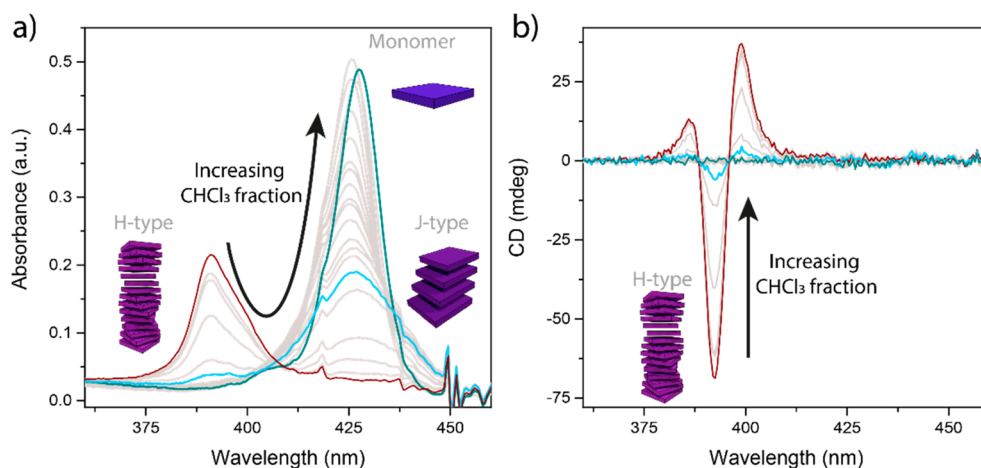 a)
Monomer
0.5
0.4
0.3
0.2
0.1
0.0
Absorbance (a.u.)
Increasing
CHCl₃ fraction
H-type
J-type
375
400
425
450
Wavelength (nm)
b)
25
0
-25
-50
-75
CD (mdeg)
Increasing
CHCl₃ fraction
H-type
375
400
425
450
Wavelength (nm)